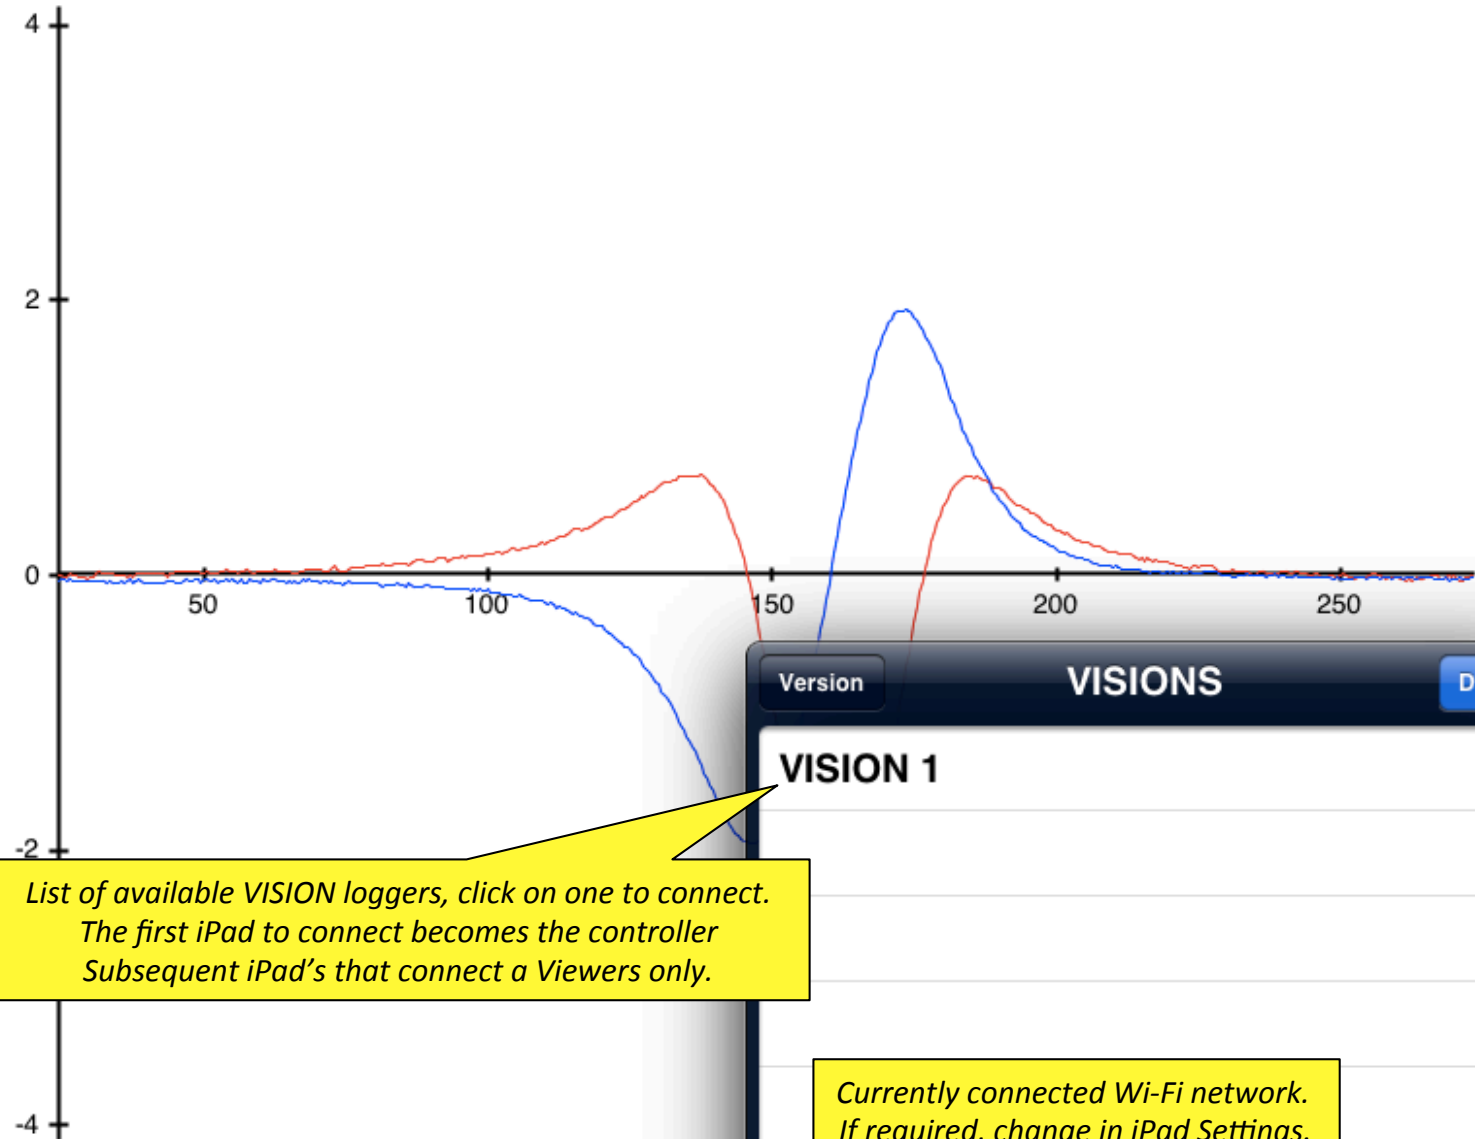 4
2
0
50
100
150
200
250
Version
VISIONS
D
VISION 1
-2
List of available VISION loggers, click on one to connect.
The first iPad to connect becomes the controller
Subsequent iPad’s that connect a Viewers only.
Currently connected Wi-Fi network.
If required, change in iPad Settings.
-4